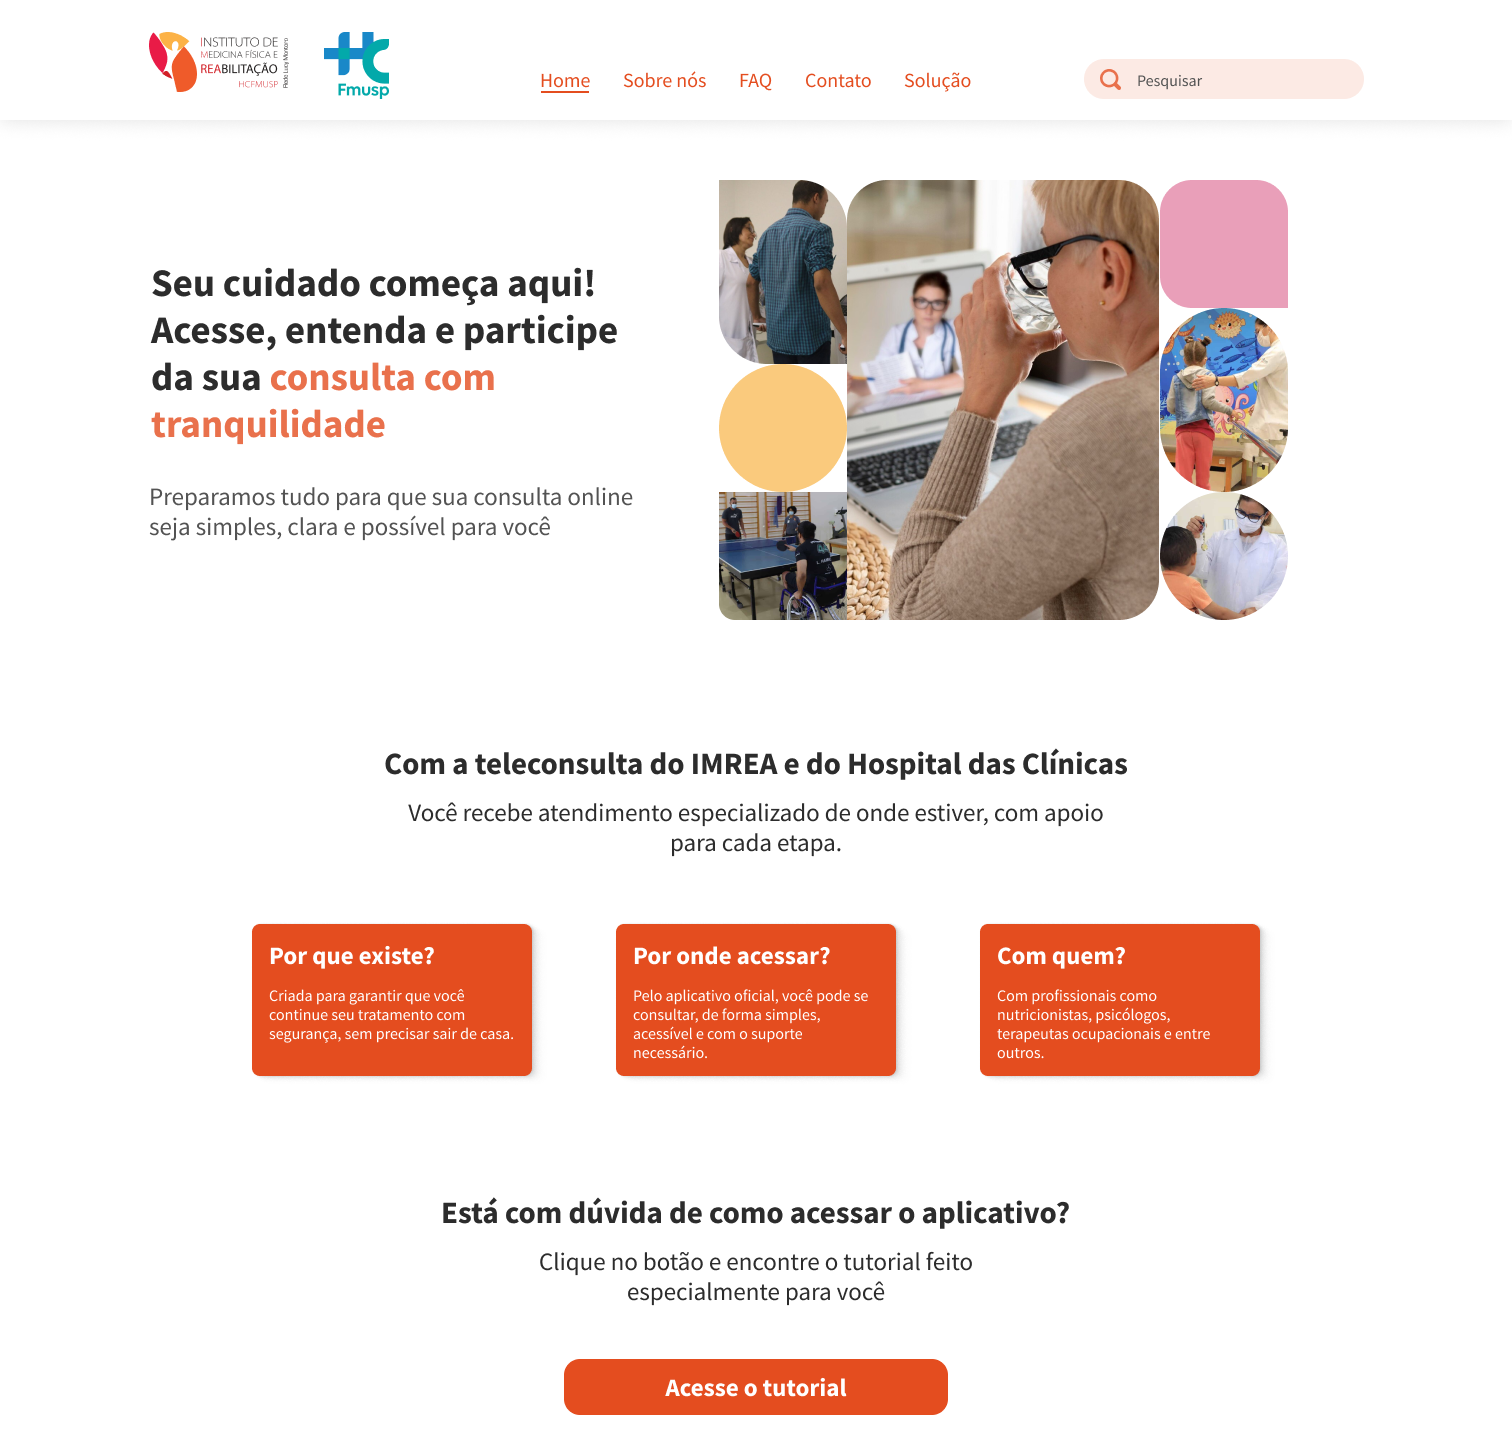 INSTITUTO DE
MEDICINA FÍSICA E
REABILITAÇÃO
HCFMUSP
Rede Lucy Montoro
HC
Fmusp
Home
Sobre nós
FAQ
Contato
Solução
Pesquisar
Seu cuidado começa aqui!
Acesse, entenda e participe
da sua consulta com
tranquilidade
Preparamos tudo para que sua consulta online
seja simples, clara e possível para você
Com a teleconsulta do IMREA e do Hospital das Clínicas
Você recebe atendimento especializado de onde estiver, com apoio
para cada etapa.
Por que existe?
Criada para garantir que você
continue seu tratamento com
segurança, sem precisar sair de casa.
Por onde acessar?
Pelo aplicativo oficial, você pode se
consultar, de forma simples,
acessível e com o suporte
necessário.
Com quem?
Com profissionais como
nutricionistas, psicólogos,
terapeutas ocupacionais e entre
outros.
Está com dúvida de como acessar o aplicativo?
Clique no botão e encontre o tutorial feito
especialmente para você
Acesse o tutorial